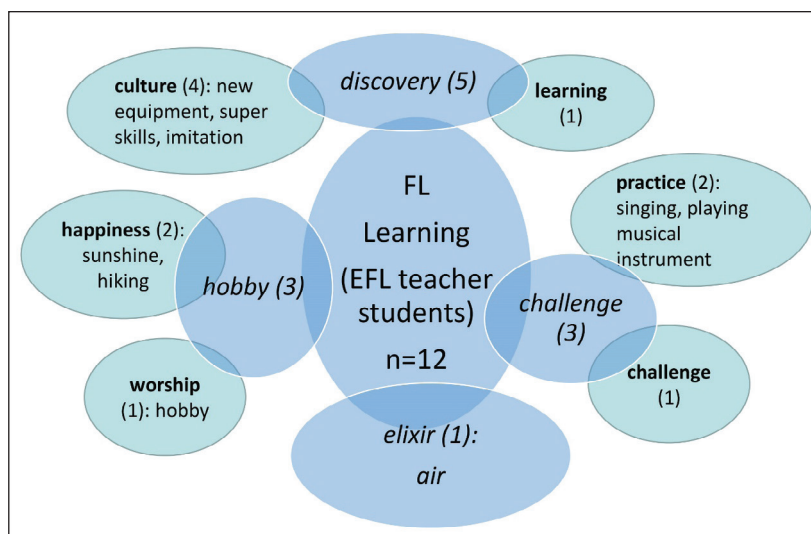 culture (4): new
equipment, super
skills, imitation
discovery (5)
learning
(1)
FL
Learning
(EFL teacher
students)
n=12
practice (2):
singing, playing
musical
instrument
happiness (2):
sunshine,
hiking
hobby (3)
challenge
(3)
worship
(1): hobby
challenge
(1)
elixir (1):
air